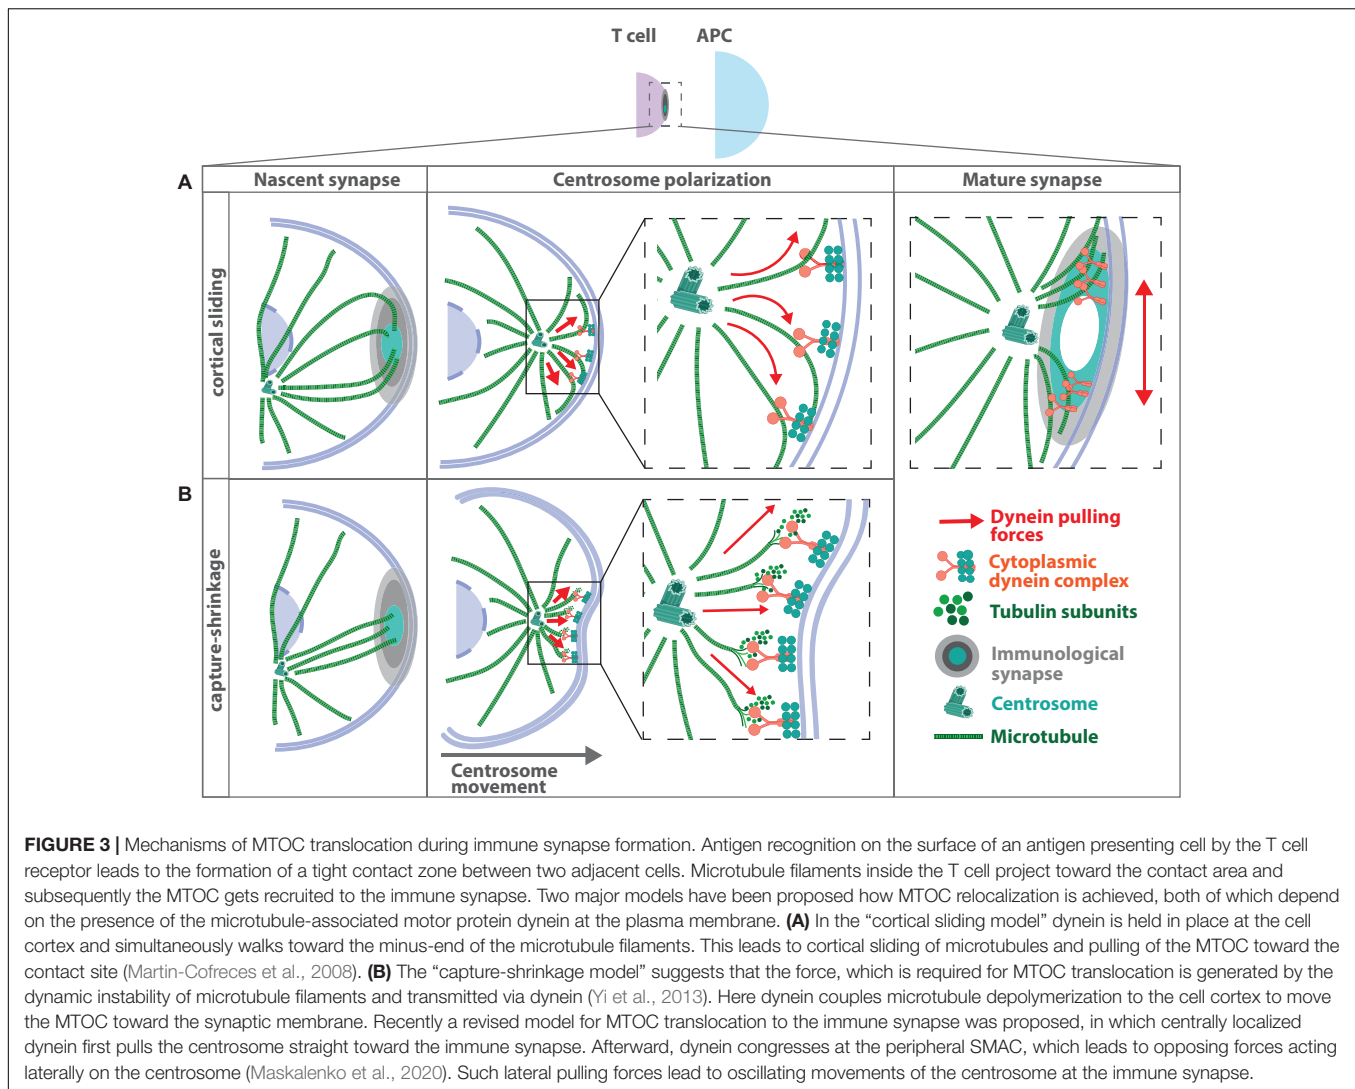 T cell APC
A Nascent synapse Centrosome polarization Mature synapse
cortical sliding
B
capture-shrinkage
Centrosome
movement
Dynein pulling
forces
Cytoplasmic
dynein complex
Tubulin subunits
Immunological
synapse
Centrosome
Microtubule
FIGURE 3 | Mechanisms of MTOC translocation during immune synapse formation. Antigen recognition on the surface of an antigen presenting cell by the T cell
receptor leads to the formation of a tight contact zone between two adjacent cells. Microtubule filaments inside the T cell project toward the contact area and
subsequently the MTOC gets recruited to the immune synapse. Two major models have been proposed how MTOC relocalization is achieved, both of which depend
on the presence of the microtubule-associated motor protein dynein at the plasma membrane. (A) In the “cortical sliding model” dynein is held in place at the cell
cortex and simultaneously walks toward the minus-end of the microtubule filaments. This leads to cortical sliding of microtubules and pulling of the MTOC toward the
contact site (Martin-Cofreces et al., 2008). (B) The “capture-shrinkage model” suggests that the force, which is required for MTOC translocation is generated by the
dynamic instability of microtubule filaments and transmitted via dynein (Yi et al., 2013). Here dynein couples microtubule depolymerization to the cell cortex to move
the MTOC toward the synaptic membrane. Recently a revised model for MTOC translocation to the immune synapse was proposed, in which centrally localized
dynein first pulls the centrosome straight toward the immune synapse. Afterward, dynein congresses at the peripheral SMAC, which leads to opposing forces acting
laterally on the centrosome (Maskalenko et al., 2020). Such lateral pulling forces lead to oscillating movements of the centrosome at the immune synapse.